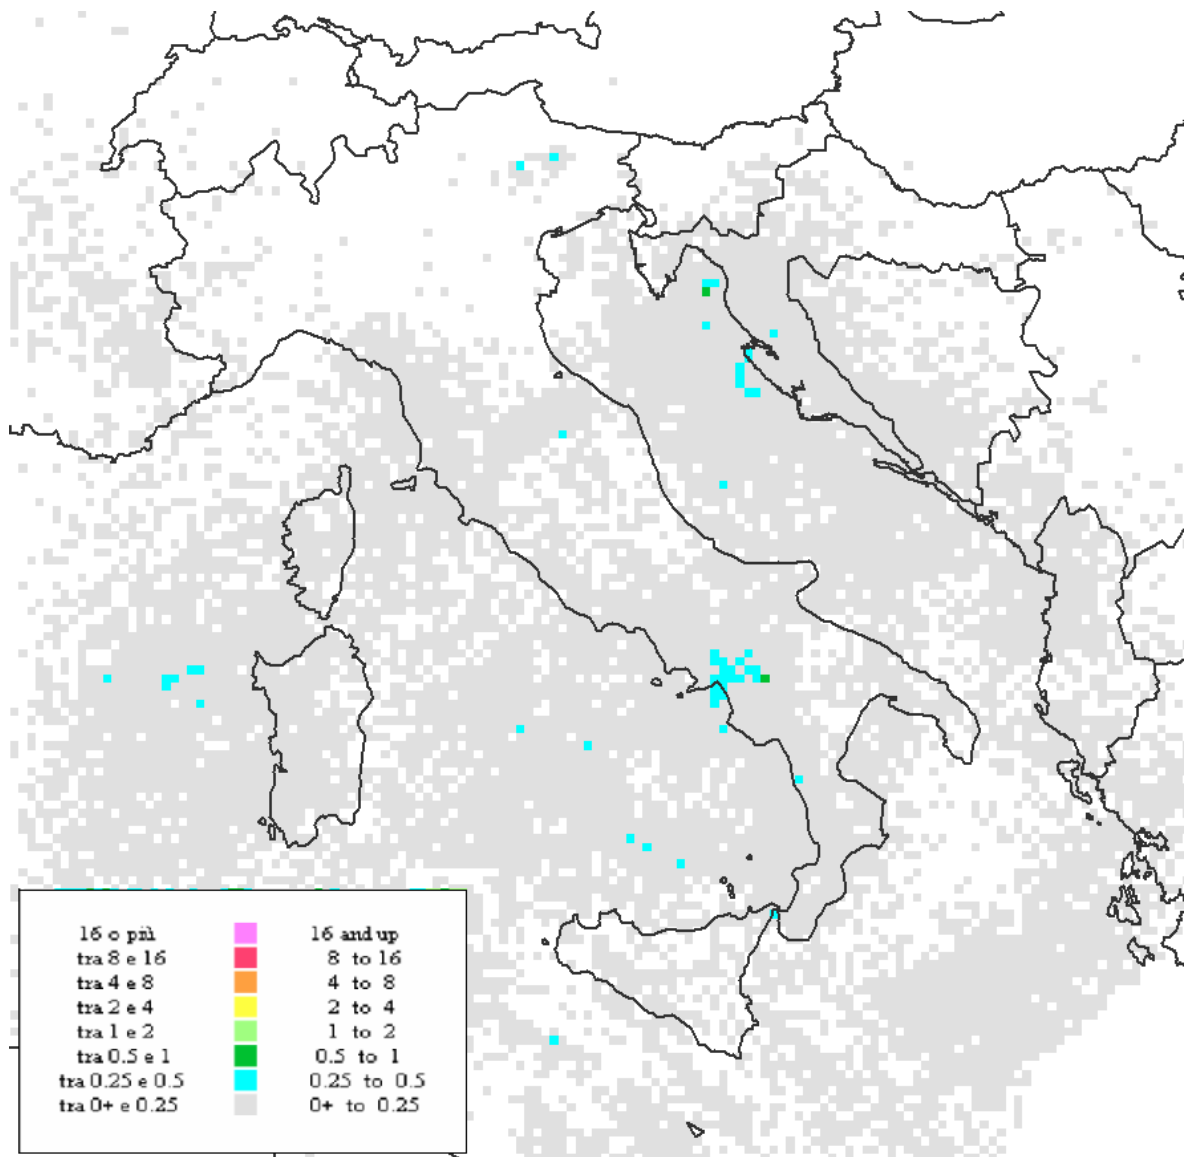 16 o più 16 and up
tra 8 e 16 8 to 16
tra 4 e 8 4 to 8
tra 2 e 4 2 to 4
tra 1 e 2 1 to 2
tra 0.5 e 1 0.5 to 1
tra 0.25 e 0.5 0.25 to 0.5
tra 0+ e 0.25 0+ to 0.25